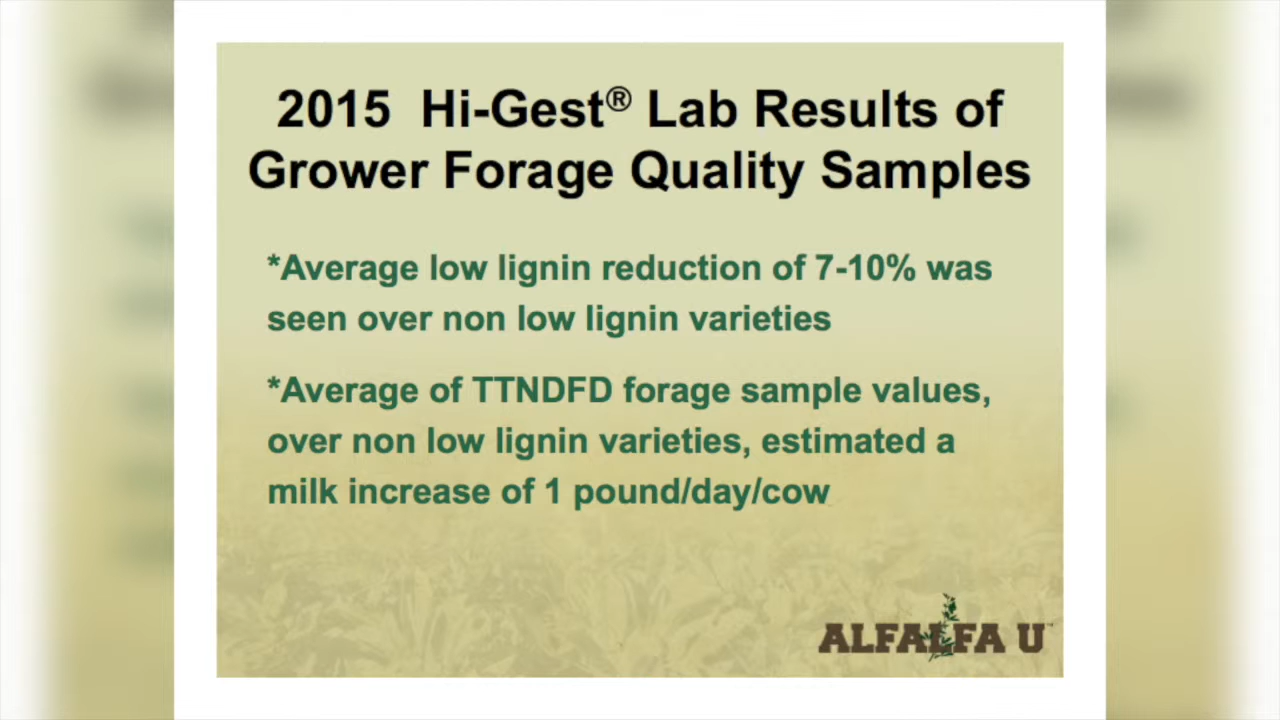 2015 Hi-Gest® Lab Results of
Grower Forage Quality Samples
*Average low lignin reduction of 7-10% was
seen over non low lignin varieties
*Average of TTNDFD forage sample values,
over non low lignin varieties, estimated a
milk increase of 1 pound/day/cow
ALFALFA U™